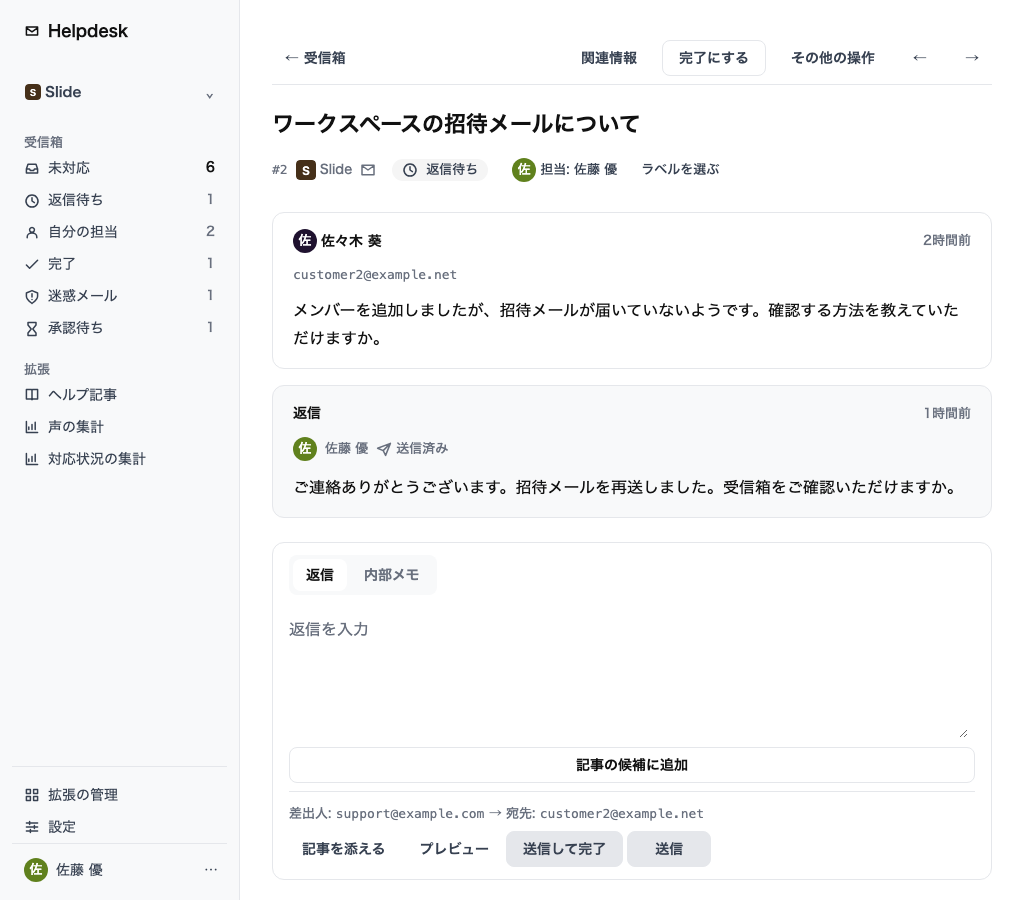 Helpdesk
S Slide
受信箱
未対応 6
返信待ち 1
自分の担当 2
完了 1
迷惑メール 1
承認待ち 1
拡張
ヘルプ記事
声の集計
対応状況の集計
拡張の管理
設定
佐 佐藤 優 ···
← 受信箱 関連情報 完了にする その他の操作 ← →
ワークスペースの招待メールについて
#2 S Slide 返信待ち 佐 担当: 佐藤 優 ラベルを選ぶ
佐 佐々木 葵 2時間前
customer2@example.net
メンバーを追加しましたが、招待メールが届いていないようです。確認する方法を教えていた
だけますか。
返信 1時間前
佐 佐藤 優 送信済み
ご連絡ありがとうございます。招待メールを再送しました。受信箱をご確認いただけますか。
返信 内部メモ
返信を入力
記事の候補に追加
差出人: support@example.com → 宛先: customer2@example.net
記事を添える プレビュー 送信して完了 送信